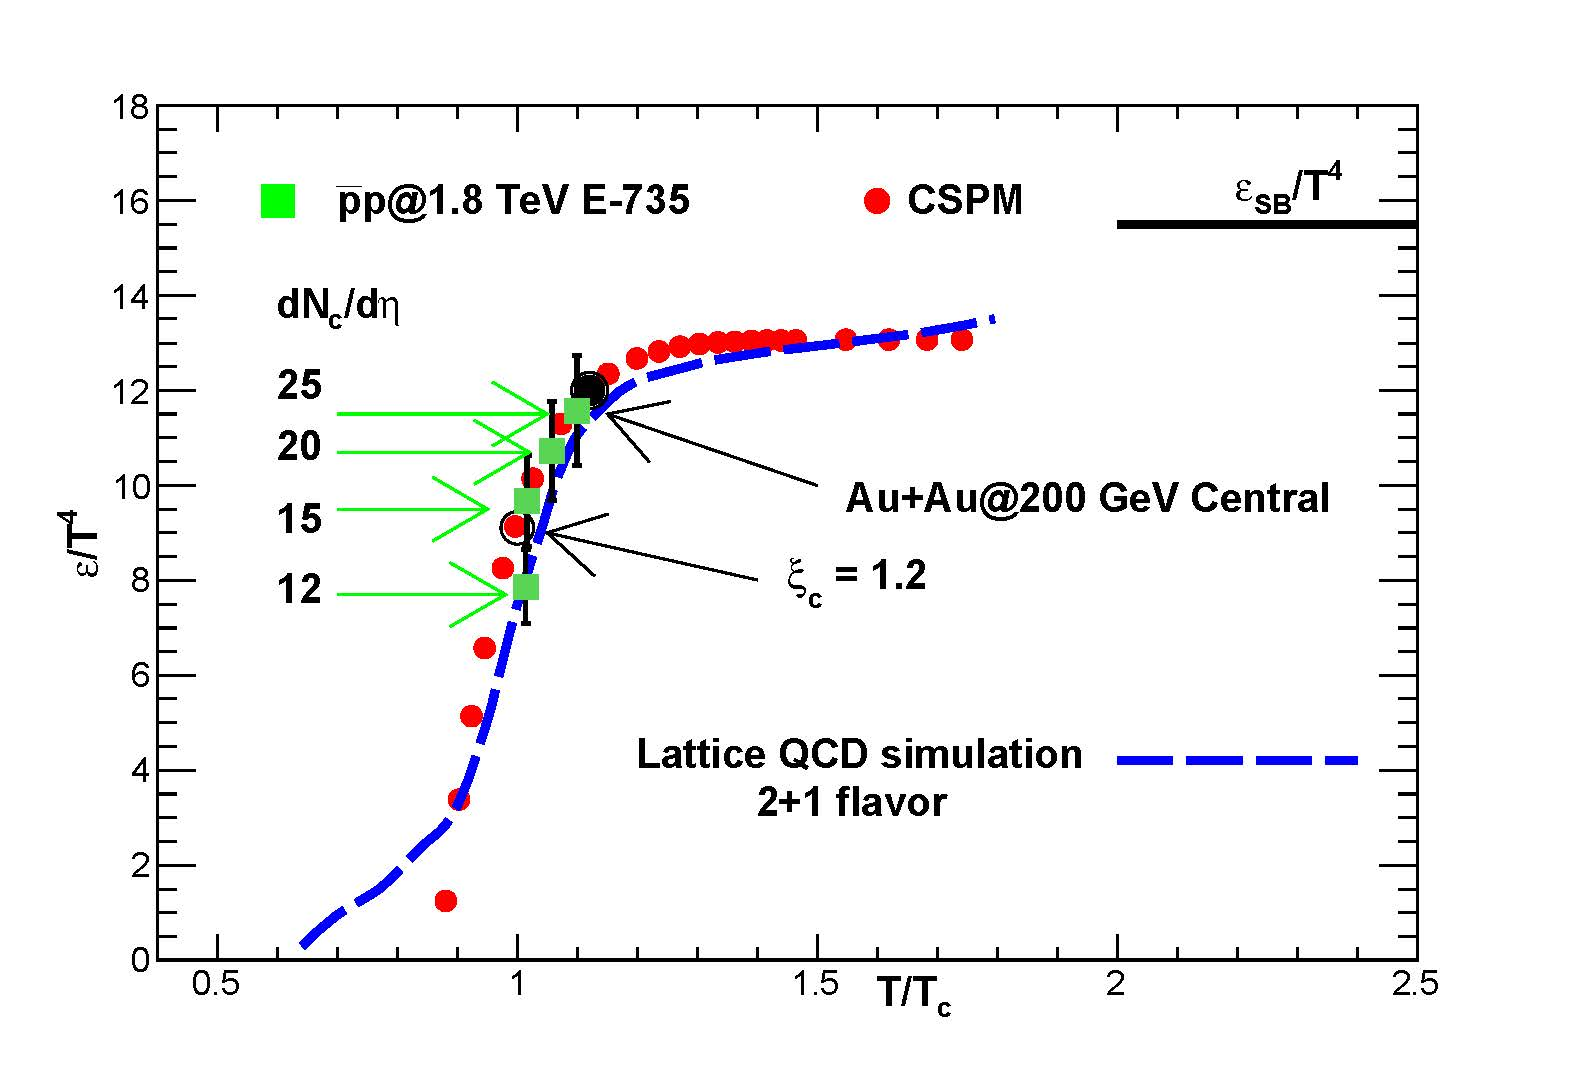 18
16
14
12
10
8
6
4
2
0
ε/T⁴
p̅p@1.8 TeV E-735
CSPM
ε_SB/T⁴
dN_c/dη
25
20
15
12
Au+Au@200 GeV Central
ξ_c = 1.2
Lattice QCD simulation
2+1 flavor
0.5 1 1.5 2 2.5
T/T_c